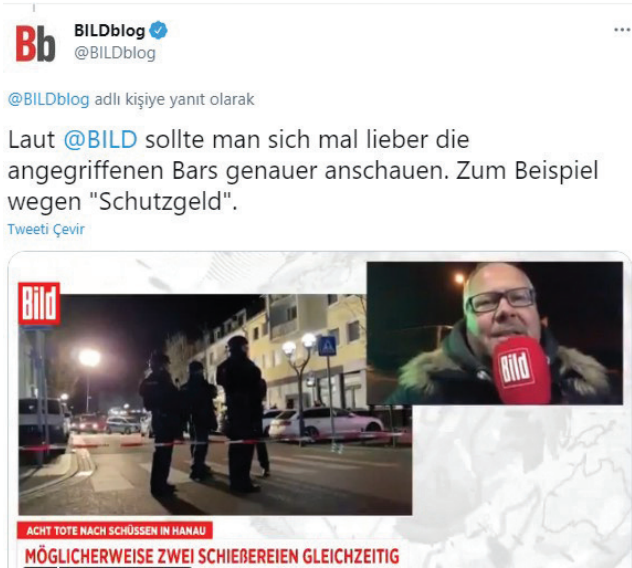 Bb
BILDblog
@BILDblog
@BILDblog adlı kişiye yanıt olarak
Laut @BILD sollte man sich mal lieber die
angegriffenen Bars genauer anschauen. Zum Beispiel
wegen "Schutzgeld".
Tweeti Çevir
Bild
Bild
ACHT TOTE NACH SCHÜSSEN IN HANAU
MÖGLICHERWEISE ZWEI SCHIEßEREIEN GLEICHZEITIG